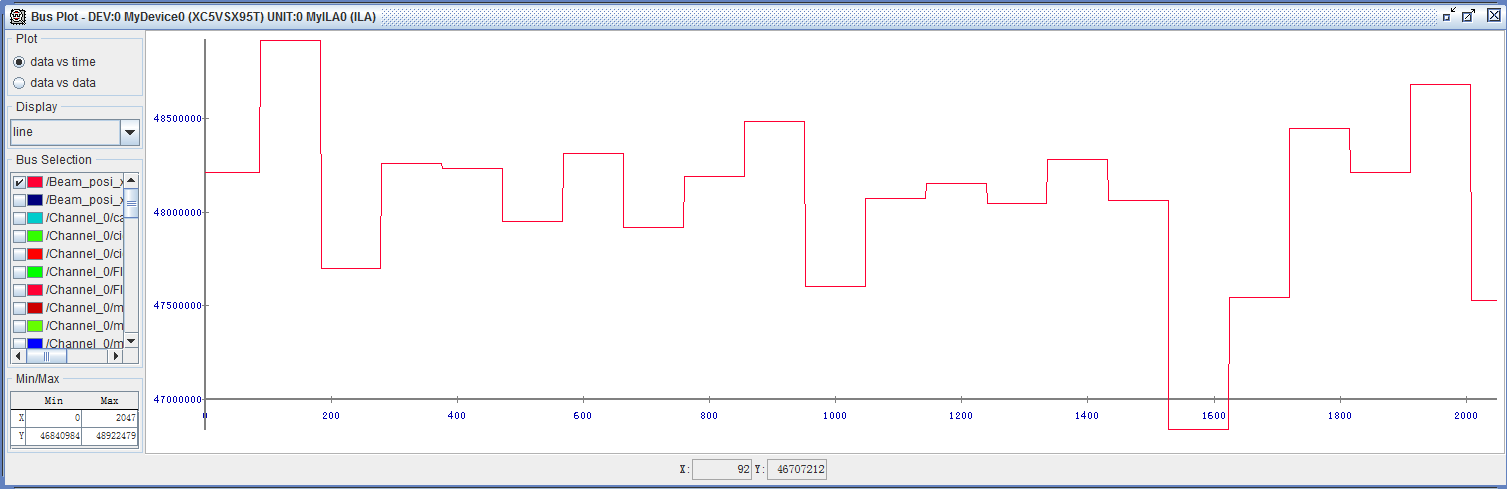 Bus Plot - DEV:0 MyDevice0 (XC5VSX95T) UNIT:0 MyILA0 (ILA)
Plot
data vs time
data vs data
Display
line
Bus Selection
/Beam_posi_x
/Beam_posi_x
/Channel_0/ca
/Channel_0/ci
/Channel_0/ci
/Channel_0/Fl
/Channel_0/Fl
/Channel_0/m
/Channel_0/m
/Channel_0/m
Min/Max
Min Max
X 0 2047
Y 46840984 48922479
48500000
48000000
47500000
47000000
0 200 400 600 800 1000 1200 1400 1600 1800 2000
X: 92 Y: 46707212